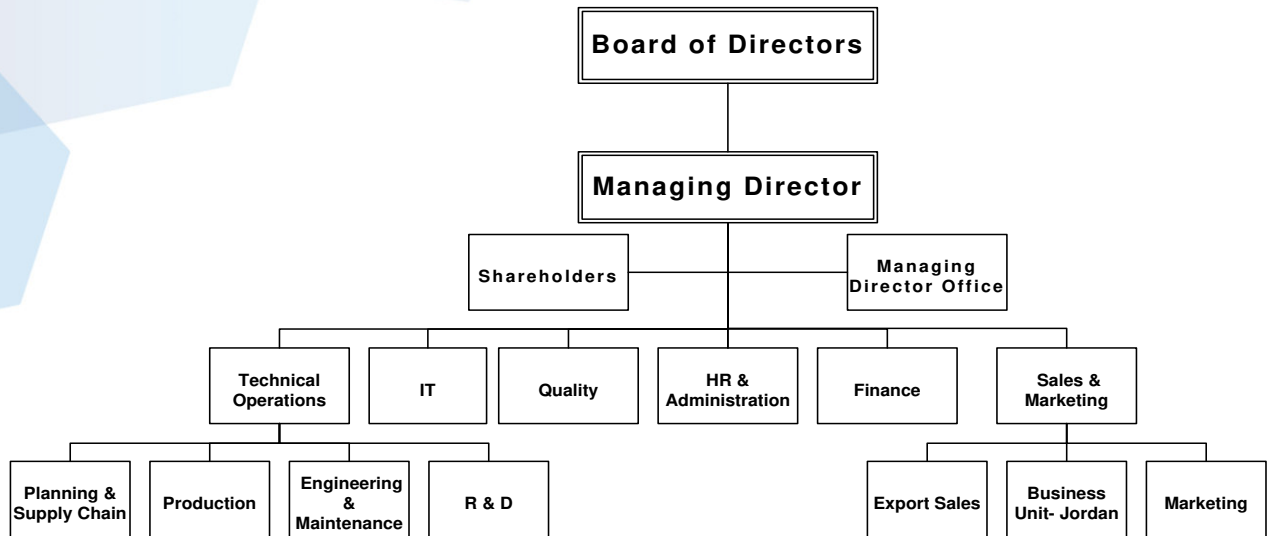 Board of Directors
Managing Director
Shareholders
Managing
Director Office
Technical
Operations
IT
Quality
HR &
Administration
Finance
Sales &
Marketing
Planning &
Supply Chain
Production
Engineering
&
Maintenance
R & D
Export Sales
Business
Unit- Jordan
Marketing